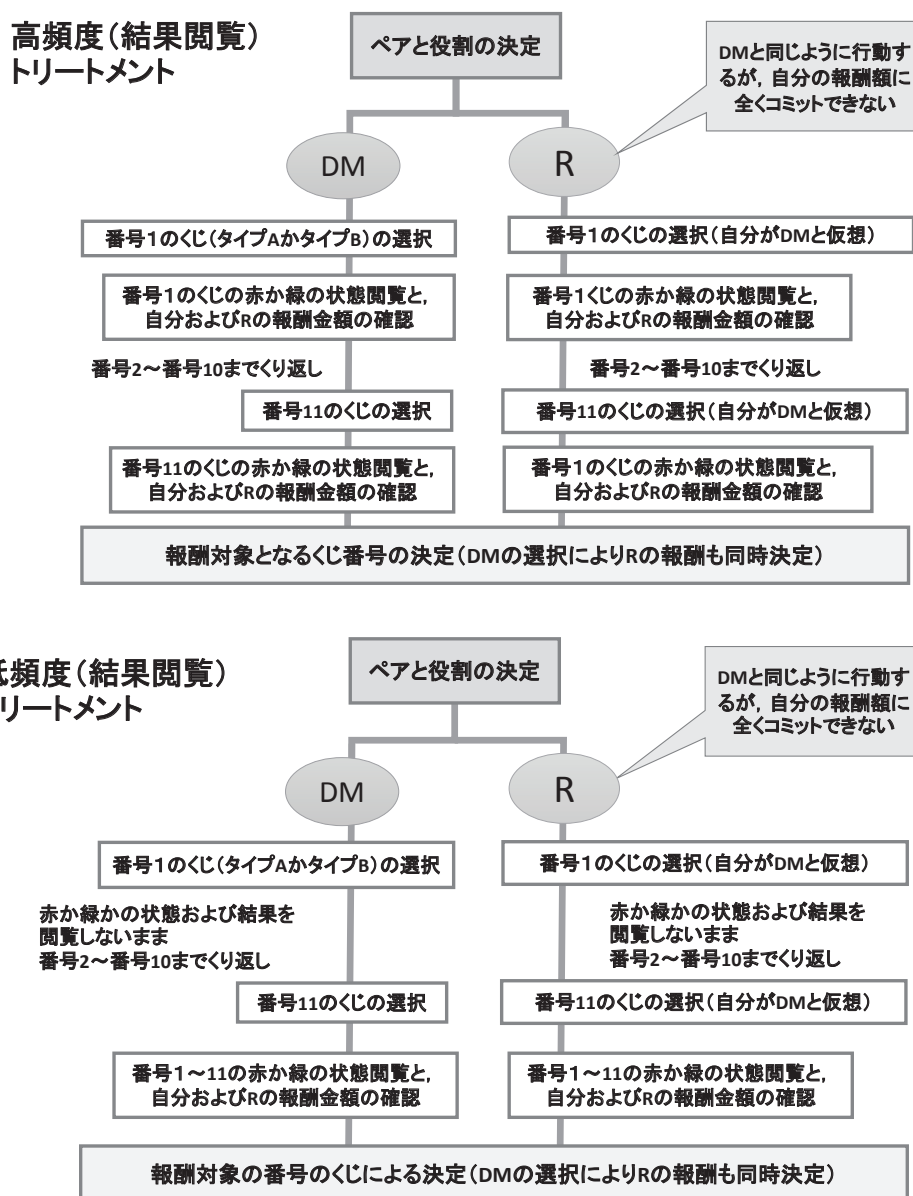 高頻度(結果閲覧)
トリートメント
ペアと役割の決定
DMと同じように行動す
るが，自分の報酬額に
全くコミットできない
DM
R
番号1のくじ(タイプAかタイプB)の選択
番号1のくじの選択(自分がDMと仮想)
番号1のくじの赤か緑の状態閲覧と，
自分およびRの報酬金額の確認
番号1くじの赤か緑の状態閲覧と，
自分およびRの報酬金額の確認
番号2～番号10までくり返し
番号2～番号10までくり返し
番号11のくじの選択
番号11のくじの選択(自分がDMと仮想)
番号11のくじの赤か緑の状態閲覧と，
自分およびRの報酬金額の確認
番号1のくじの赤か緑の状態閲覧と，
自分およびRの報酬金額の確認
報酬対象となるくじ番号の決定(DMの選択によりRの報酬も同時決定)
低頻度(結果閲覧)
リートメント
ペアと役割の決定
DMと同じように行動す
るが，自分の報酬額に
全くコミットできない
DM
R
番号1のくじ(タイプAかタイプB)の選択
番号1のくじの選択(自分がDMと仮想)
赤か緑かの状態および結果を
閲覧しないまま
番号2～番号10までくり返し
赤か緑かの状態および結果を
閲覧しないまま
番号2～番号10までくり返し
番号11のくじの選択
番号11のくじの選択(自分がDMと仮想)
番号1～11の赤か緑の状態閲覧と，
自分およびRの報酬金額の確認
番号1～11の赤か緑の状態閲覧と，
自分およびRの報酬金額の確認
報酬対象の番号のくじによる決定(DMの選択によりRの報酬も同時決定)